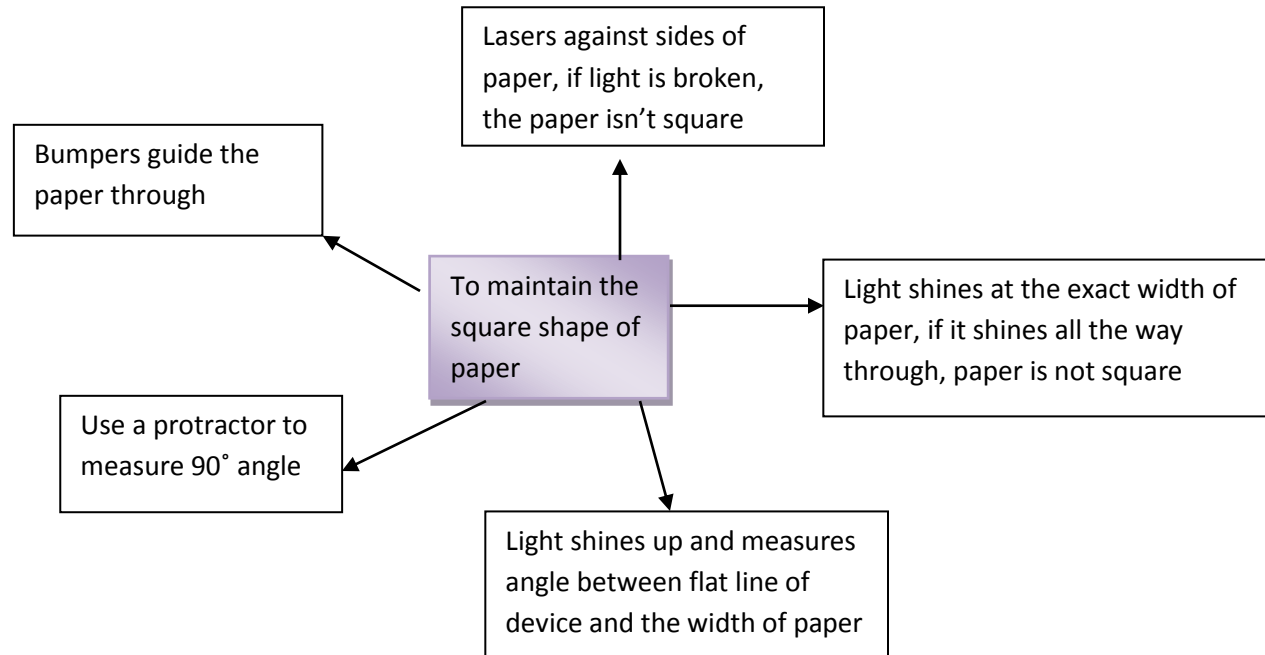 Lasers against sides of
paper, if light is broken,
the paper isn’t square
Bumpers guide the
paper through
To maintain the
square shape of
paper
Light shines at the exact width of
paper, if it shines all the way
through, paper is not square
Use a protractor to
measure 90˚ angle
Light shines up and measures
angle between flat line of
device and the width of paper